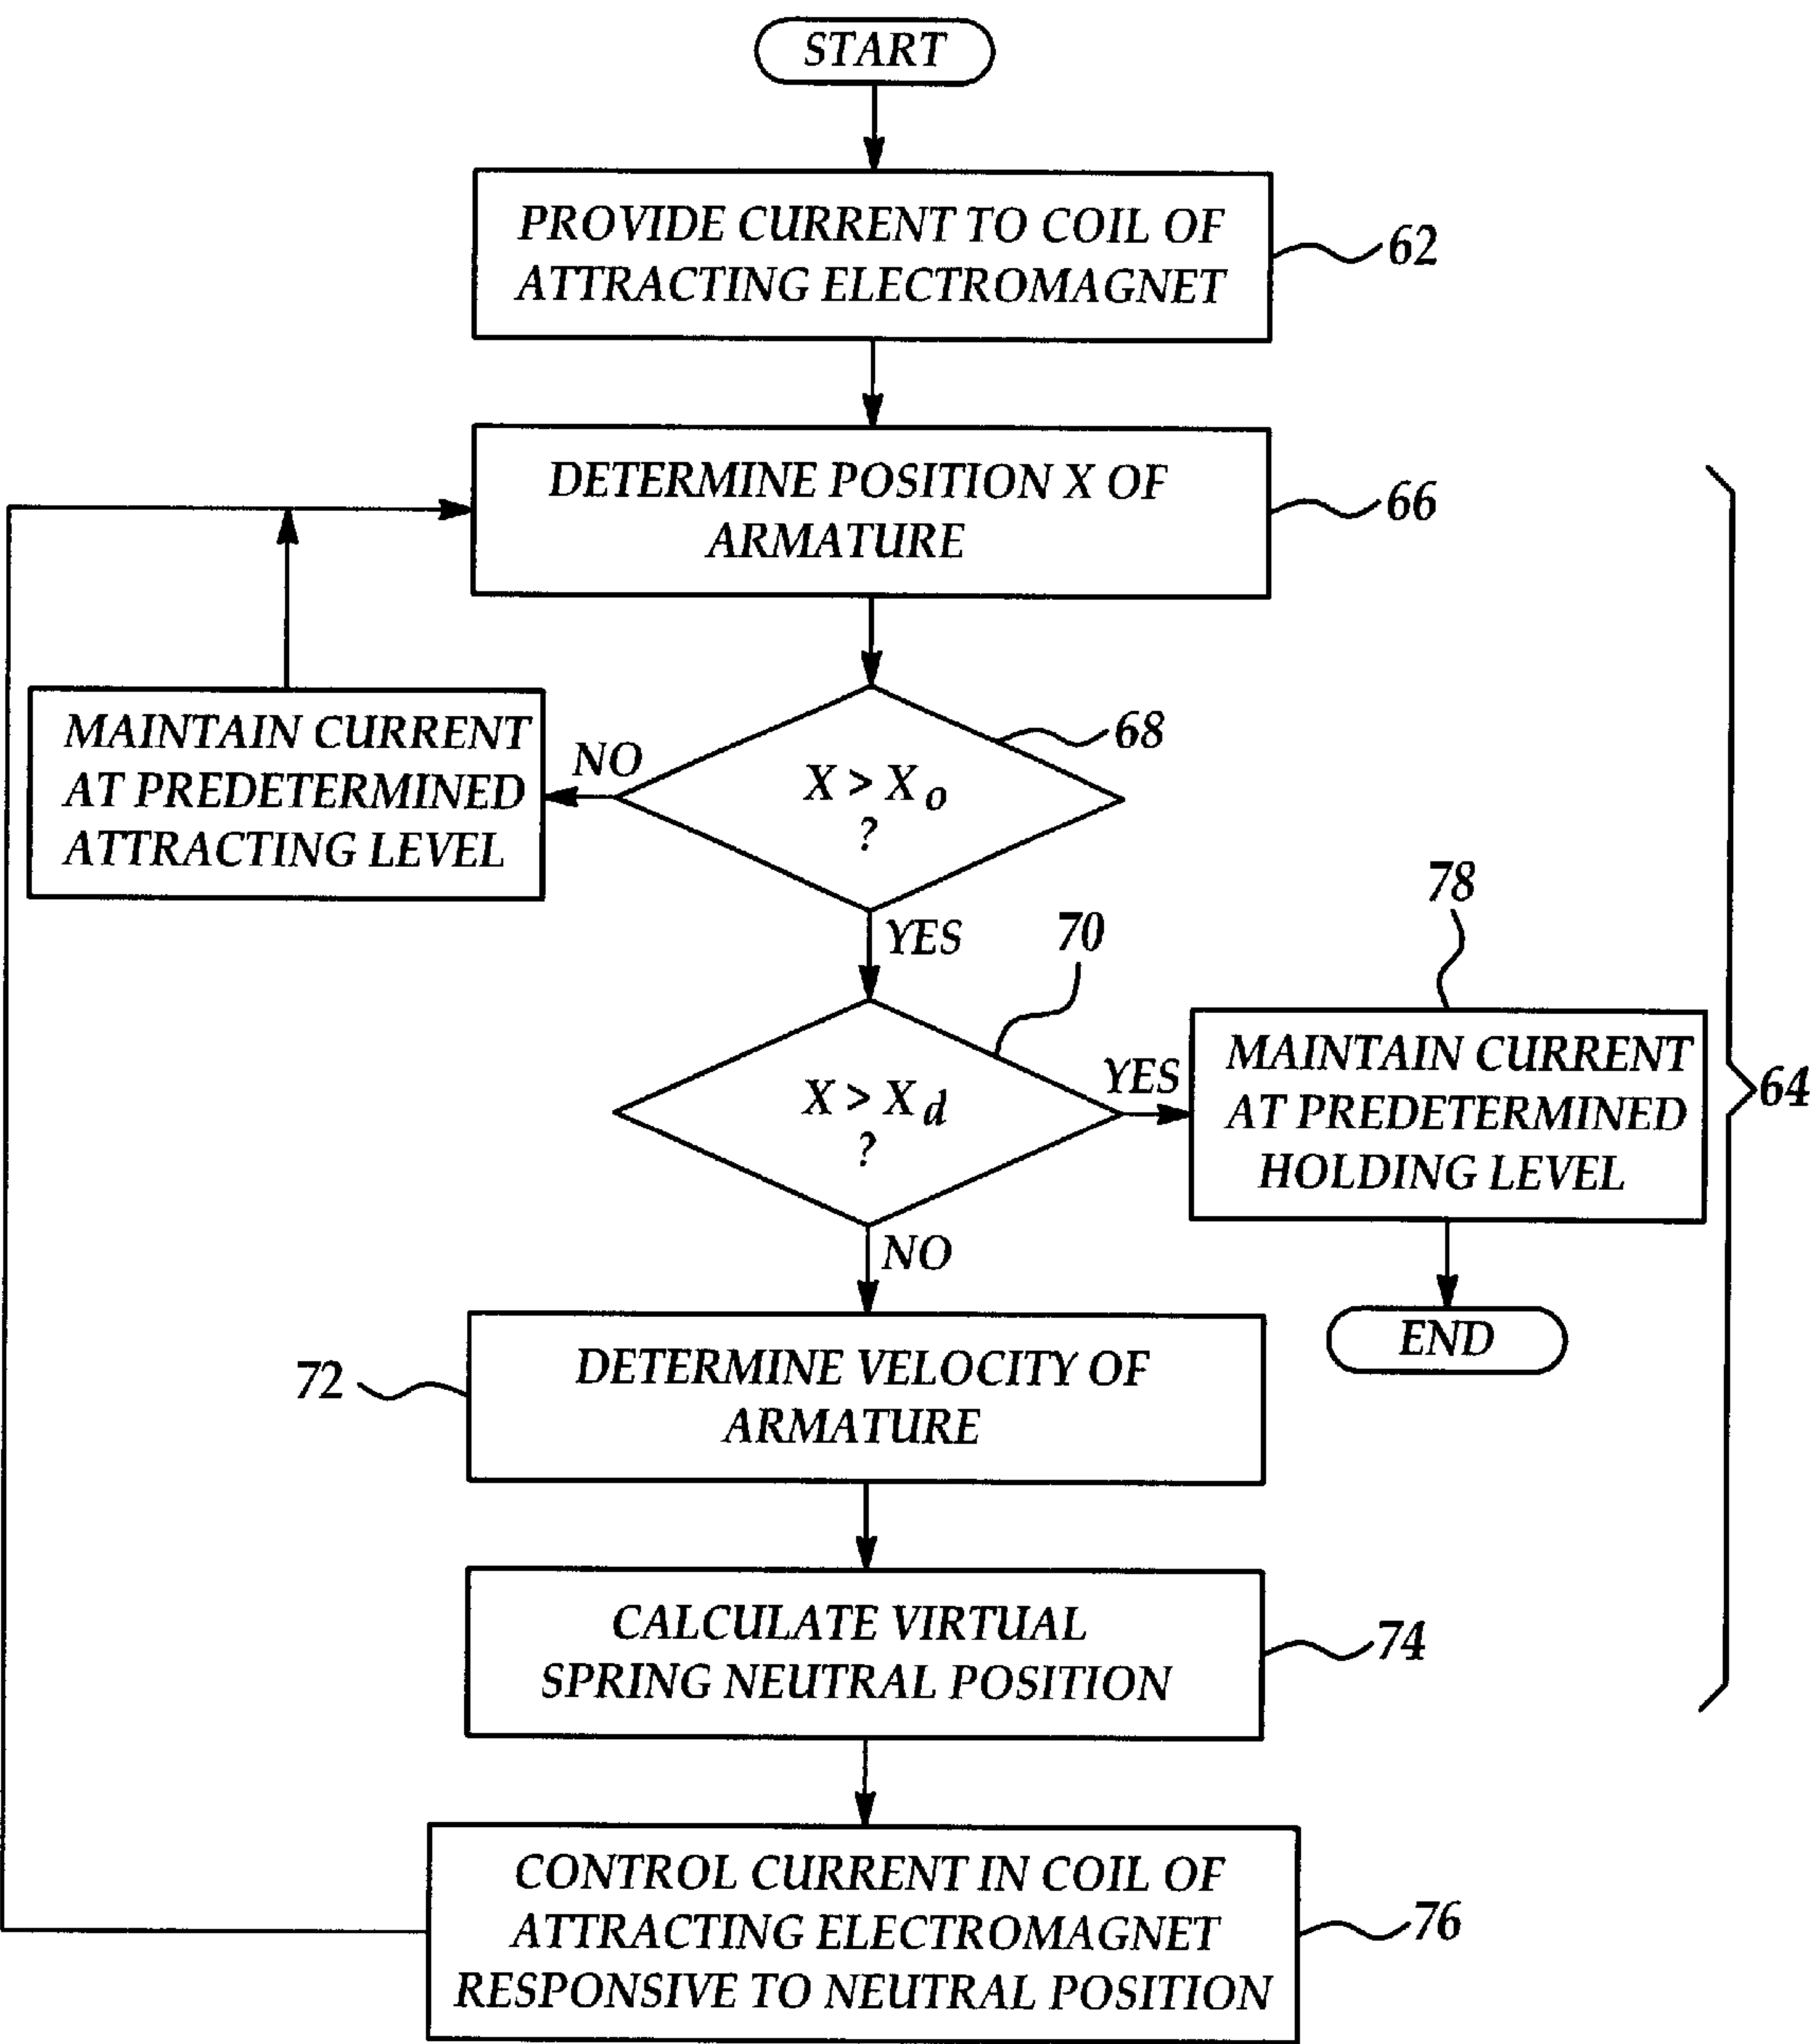 START
PROVIDE CURRENT TO COIL OF
ATTRACTING ELECTROMAGNET
62
DETERMINE POSITION X OF
ARMATURE
66
MAINTAIN CURRENT
AT PREDETERMINED
ATTRACTING LEVEL
NO
X > Xo
?
68
YES
70
78
X > Xd
?
YES
MAINTAIN CURRENT
AT PREDETERMINED
HOLDING LEVEL
64
NO
END
72
DETERMINE VELOCITY OF
ARMATURE
CALCULATE VIRTUAL
SPRING NEUTRAL POSITION
74
CONTROL CURRENT IN COIL OF
ATTRACTING ELECTROMAGNET
RESPONSIVE TO NEUTRAL POSITION
76